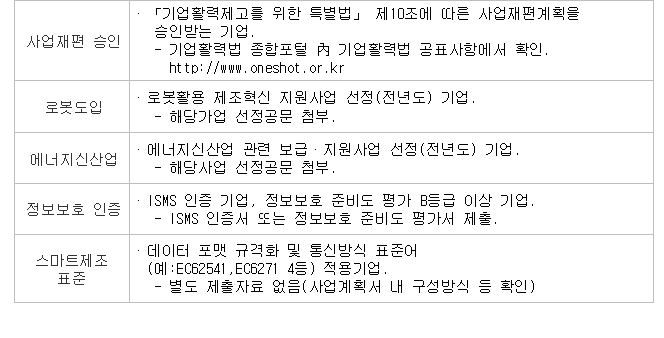 사업재편 승인
· 「기업활력제고를 위한 특별법」 제10조에 따른 사업재편계획을
승인받는 기업.
- 기업활력법 종합포털 內 기업활력법 공표사항에서 확인.
http://www.oneshot.or.kr
로봇도입
· 로봇활용 제조혁신 지원사업 선정(전년도) 기업.
- 해당가업 선정공문 첨부.
에너지신산업
· 에너지신산업 관련 보급·지원사업 선정(전년도) 기업.
- 해당사업 선정공문 첨부.
정보보호 인증
· ISMS 인증 기업, 정보보호 준비도 평가 B등급 이상 기업.
- ISMS 인증서 또는 정보보호 준비도 평가서 제출.
스마트제조
표준
· 데이터 포맷 규격화 및 통신방식 표준어
(예:EC62541,EC6271 4등) 적용기업.
- 별도 제출자료 없음(사업계획서 내 구성방식 등 확인)